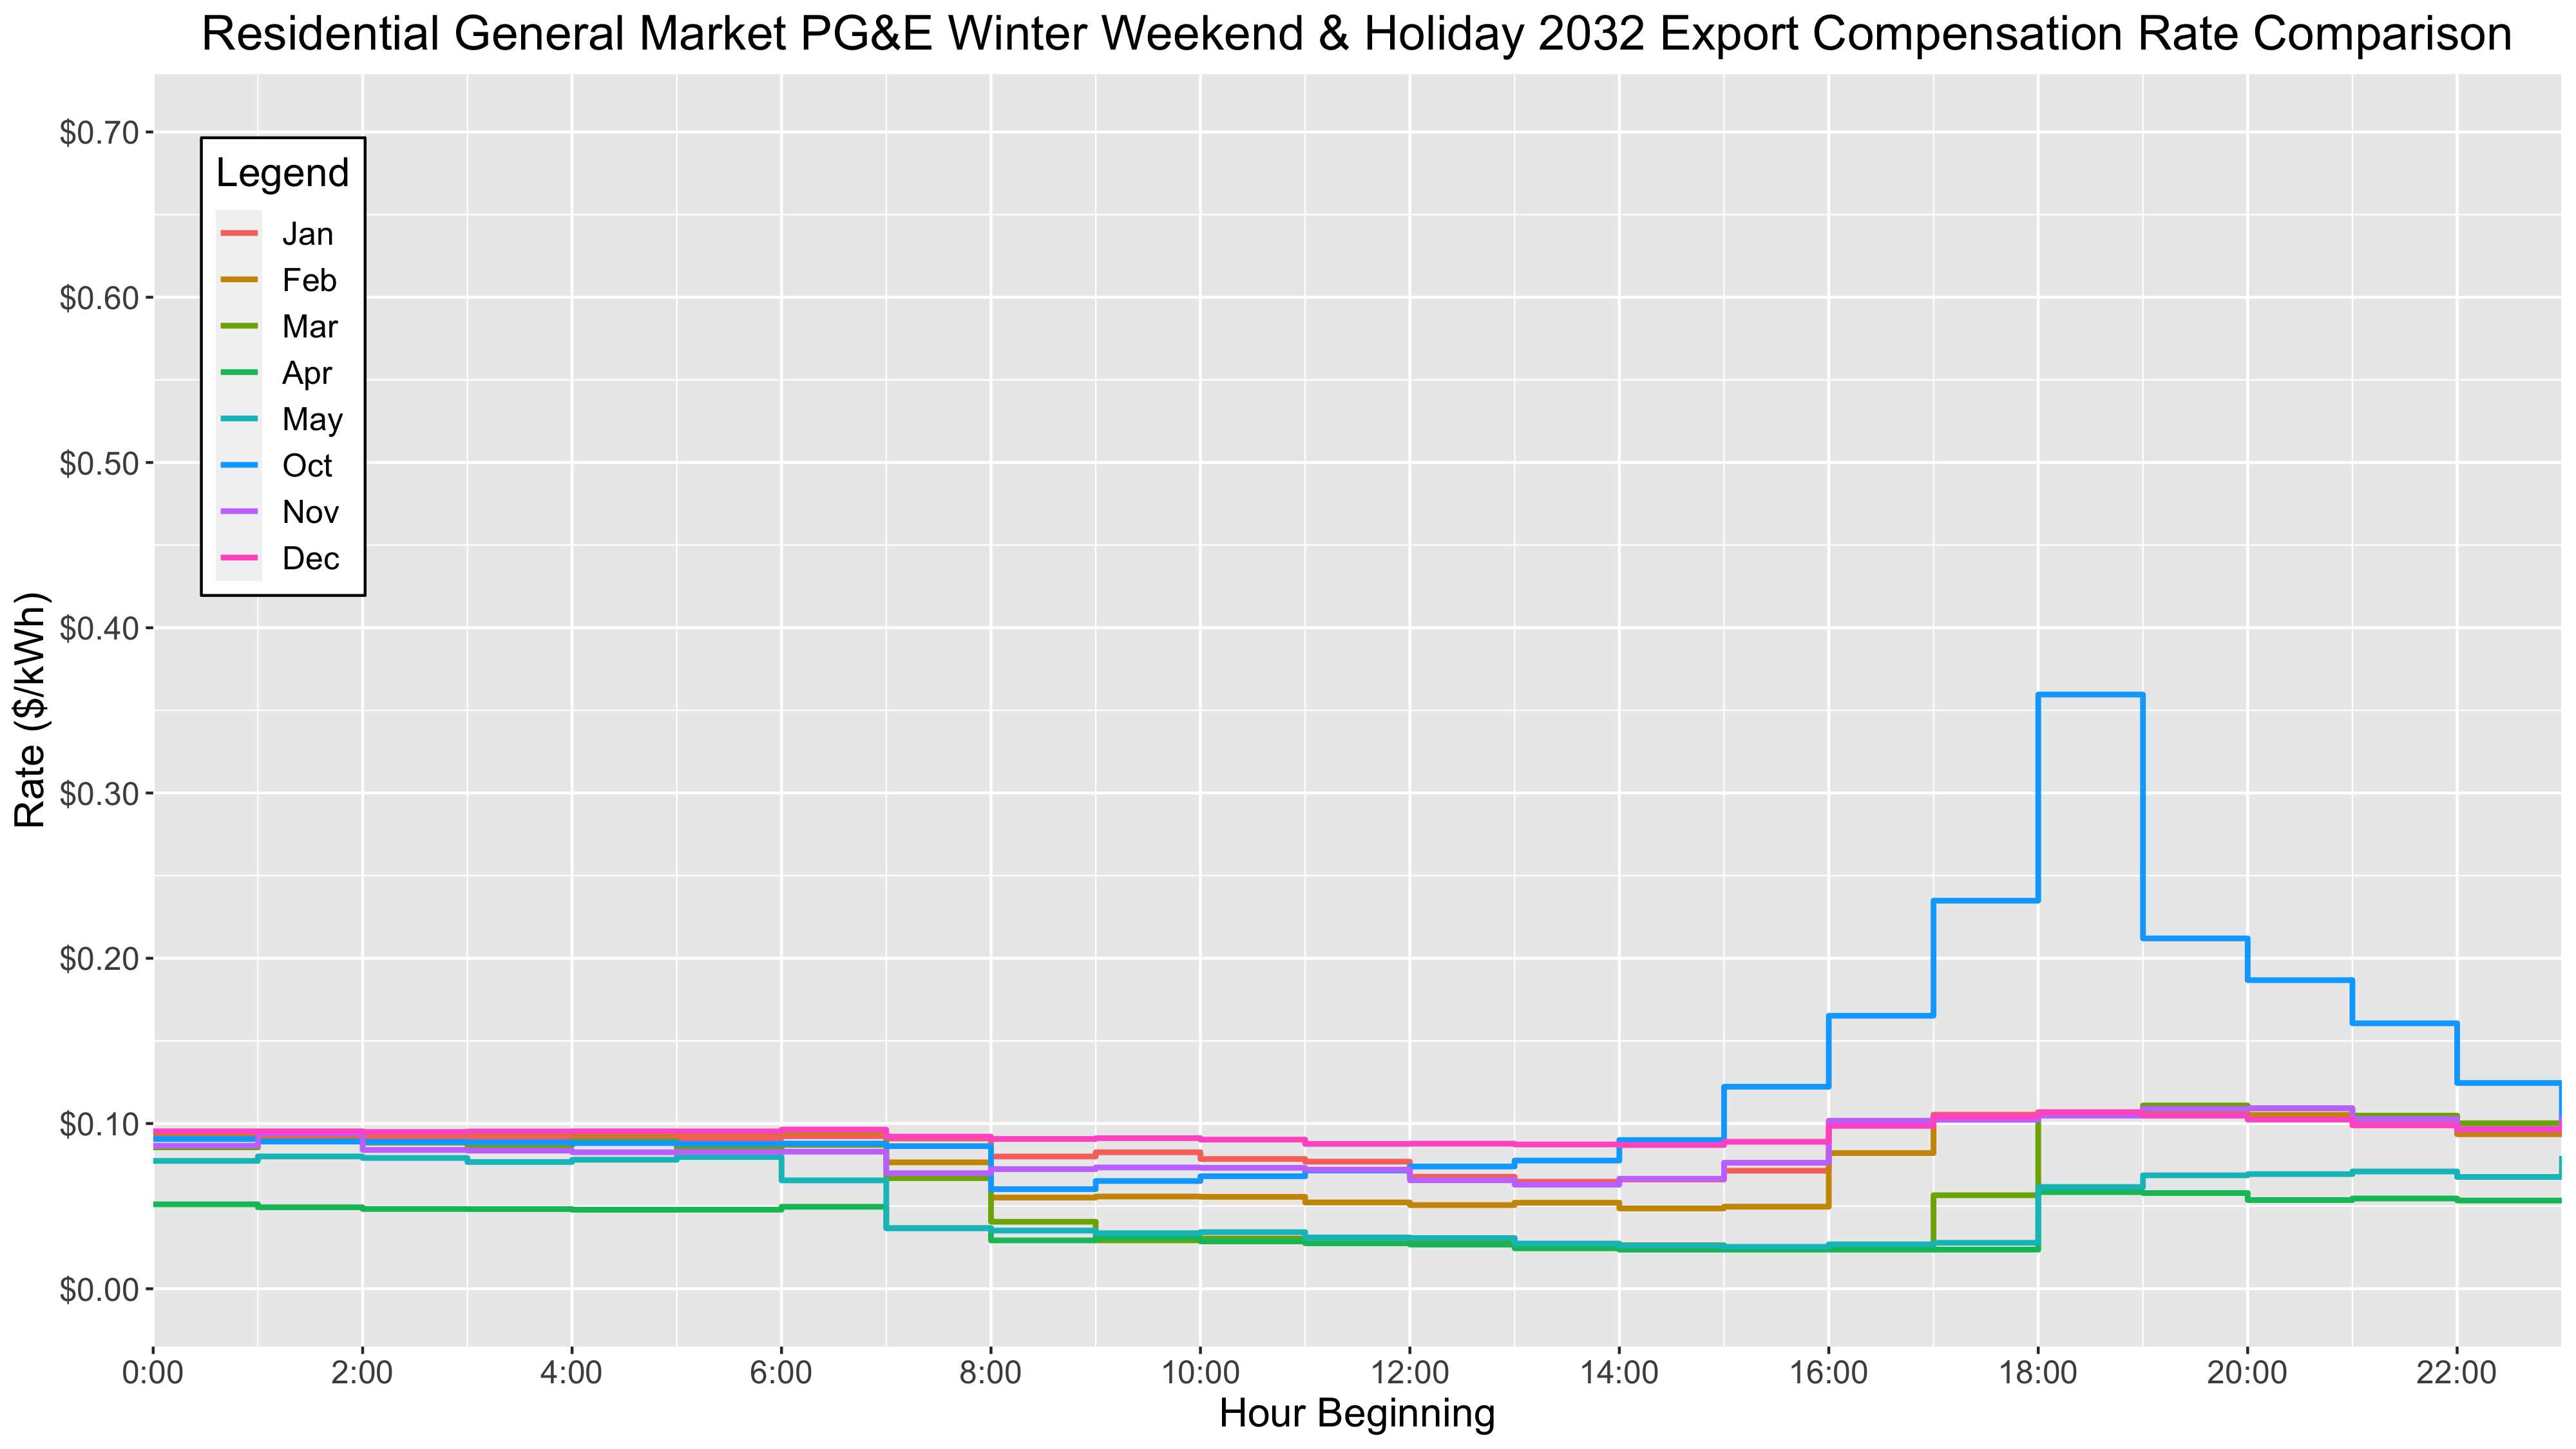 Residential General Market PG&E Winter Weekend & Holiday 2032 Export Compensation Rate Comparison
$0.70
$0.60
$0.50
$0.40
$0.30
$0.20
$0.10
$0.00
Rate ($/kWh)
Legend
Jan
Feb
Mar
Apr
May
Oct
Nov
Dec
0:00 2:00 4:00 6:00 8:00 10:00 12:00 14:00 16:00 18:00 20:00 22:00
Hour Beginning